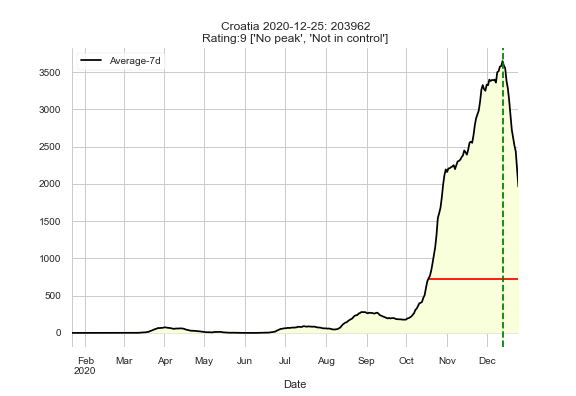 Croatia 2020-12-25: 203962
Rating:9 ['No peak', 'Not in control']
Average-7d
3500
3000
2500
2000
1500
1000
500
0
Feb Mar Apr May Jun Jul Aug Sep Oct Nov Dec
2020
Date